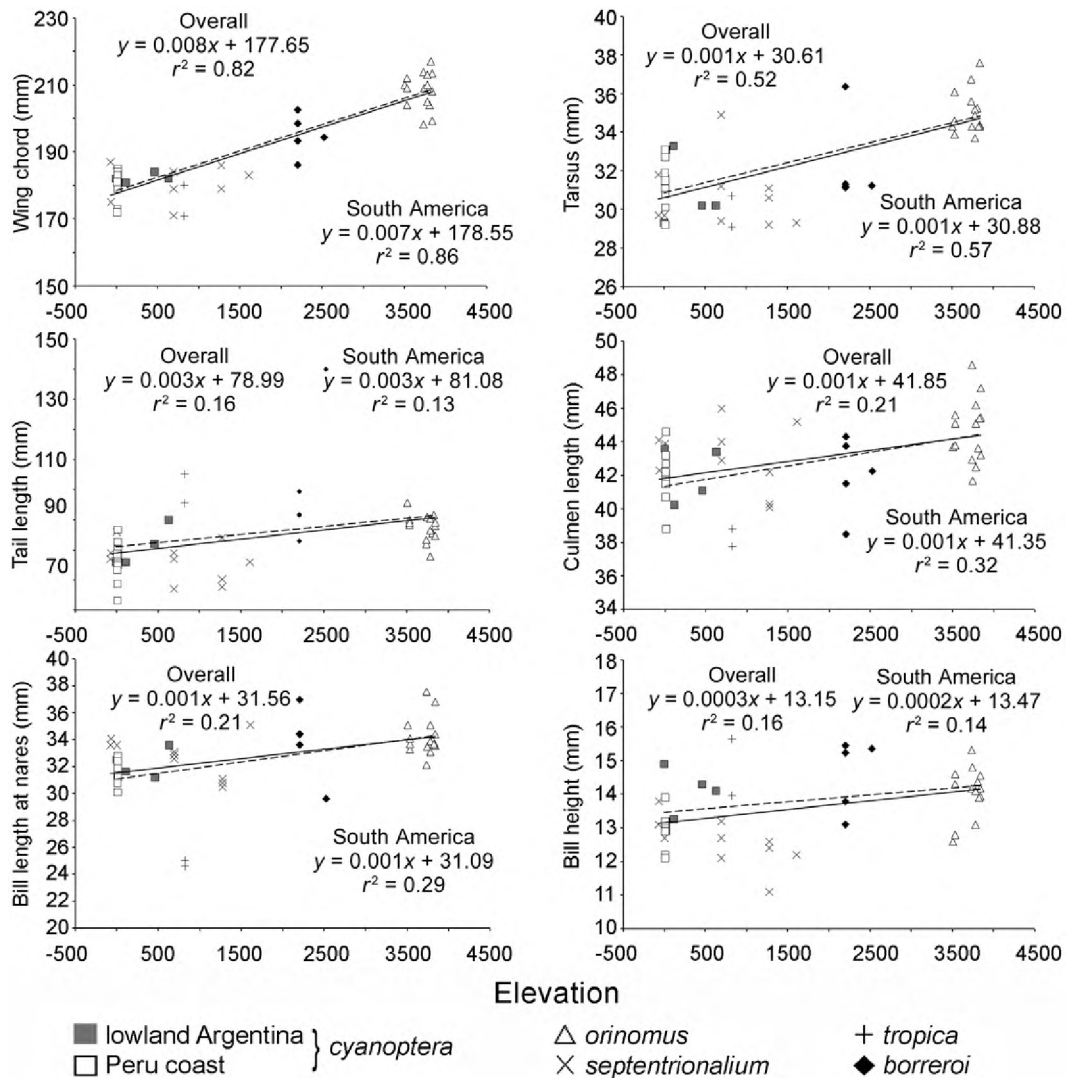 230
210
190
170
150
Wing chord (mm)
Overall
y = 0.008x + 177.65
r² = 0.82
South America
y = 0.007x + 178.55
r² = 0.86
-500 500 1500 2500 3500 4500
38
36
34
32
30
28
26
Tarsus (mm)
Overall
y = 0.001x + 30.61
r² = 0.52
South America
y = 0.001x + 30.88
r² = 0.57
-500 500 1500 2500 3500 4500
150
130
110
90
70
Tail length (mm)
Overall
y = 0.003x + 78.99
r² = 0.16
South America
y = 0.003x + 81.08
r² = 0.13
-500 500 1500 2500 3500 4500
50
48
46
44
42
40
38
36
34
Culmen length (mm)
Overall
y = 0.001x + 41.85
r² = 0.21
South America
y = 0.001x + 41.35
r² = 0.32
-500 500 1500 2500 3500 4500
40
38
36
34
32
30
28
26
24
22
20
Bill length at nares (mm)
Overall
y = 0.001x + 31.56
r² = 0.21
South America
y = 0.001x + 31.09
r² = 0.29
-500 500 1500 2500 3500 4500
18
17
16
15
14
13
12
11
10
Bill height (mm)
Overall
y = 0.0003x + 13.15
r² = 0.16
South America
y = 0.0002x + 13.47
r² = 0.14
-500 500 1500 2500 3500 4500
Elevation
lowland Argentina
Peru coast
cyanoptera
orinomus
septentrionalium
tropica
borreroi